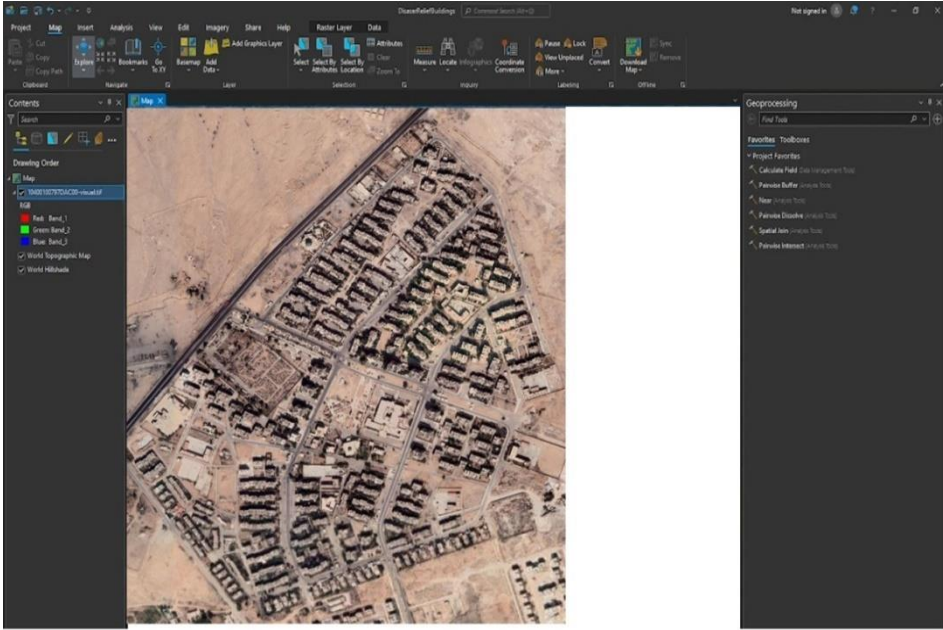 DisaserReliefBuildings
Command Search (Alt+Q)
Not signed in
Project Map Insert Analysis View Edit Imagery Share Help Raster Layer Data
Cut
Copy
Copy Path
Paste
Clipboard
Explore
Bookmarks
Go To XY
Navigate
Basemap
Add Data
Add Graphics Layer
Layer
Select
Select By Attributes
Select By Location
Attributes
Clear
Zoom To
Selection
Measure
Locate
Infographics
Coordinate Conversion
Inquiry
Pause
Lock
View Unplaced
More
Convert
Labeling
Download Map
Sync
Remove
Offline
Contents
Search
Drawing Order
Map
RGB
Red: Band_1
Green: Band_2
Blue: Band_3
World Topographic Map
World Hillshade
Map
Geoprocessing
Find Tools
Favorites Toolboxes
Project Favorites
Calculate Field (Data Management Tools)
Pairwise Buffer (Analysis Tools)
Near (Analysis Tools)
Pairwise Dissolve (Analysis Tools)
Spatial Join (Analysis Tools)
Pairwise Intersect (Analysis Tools)